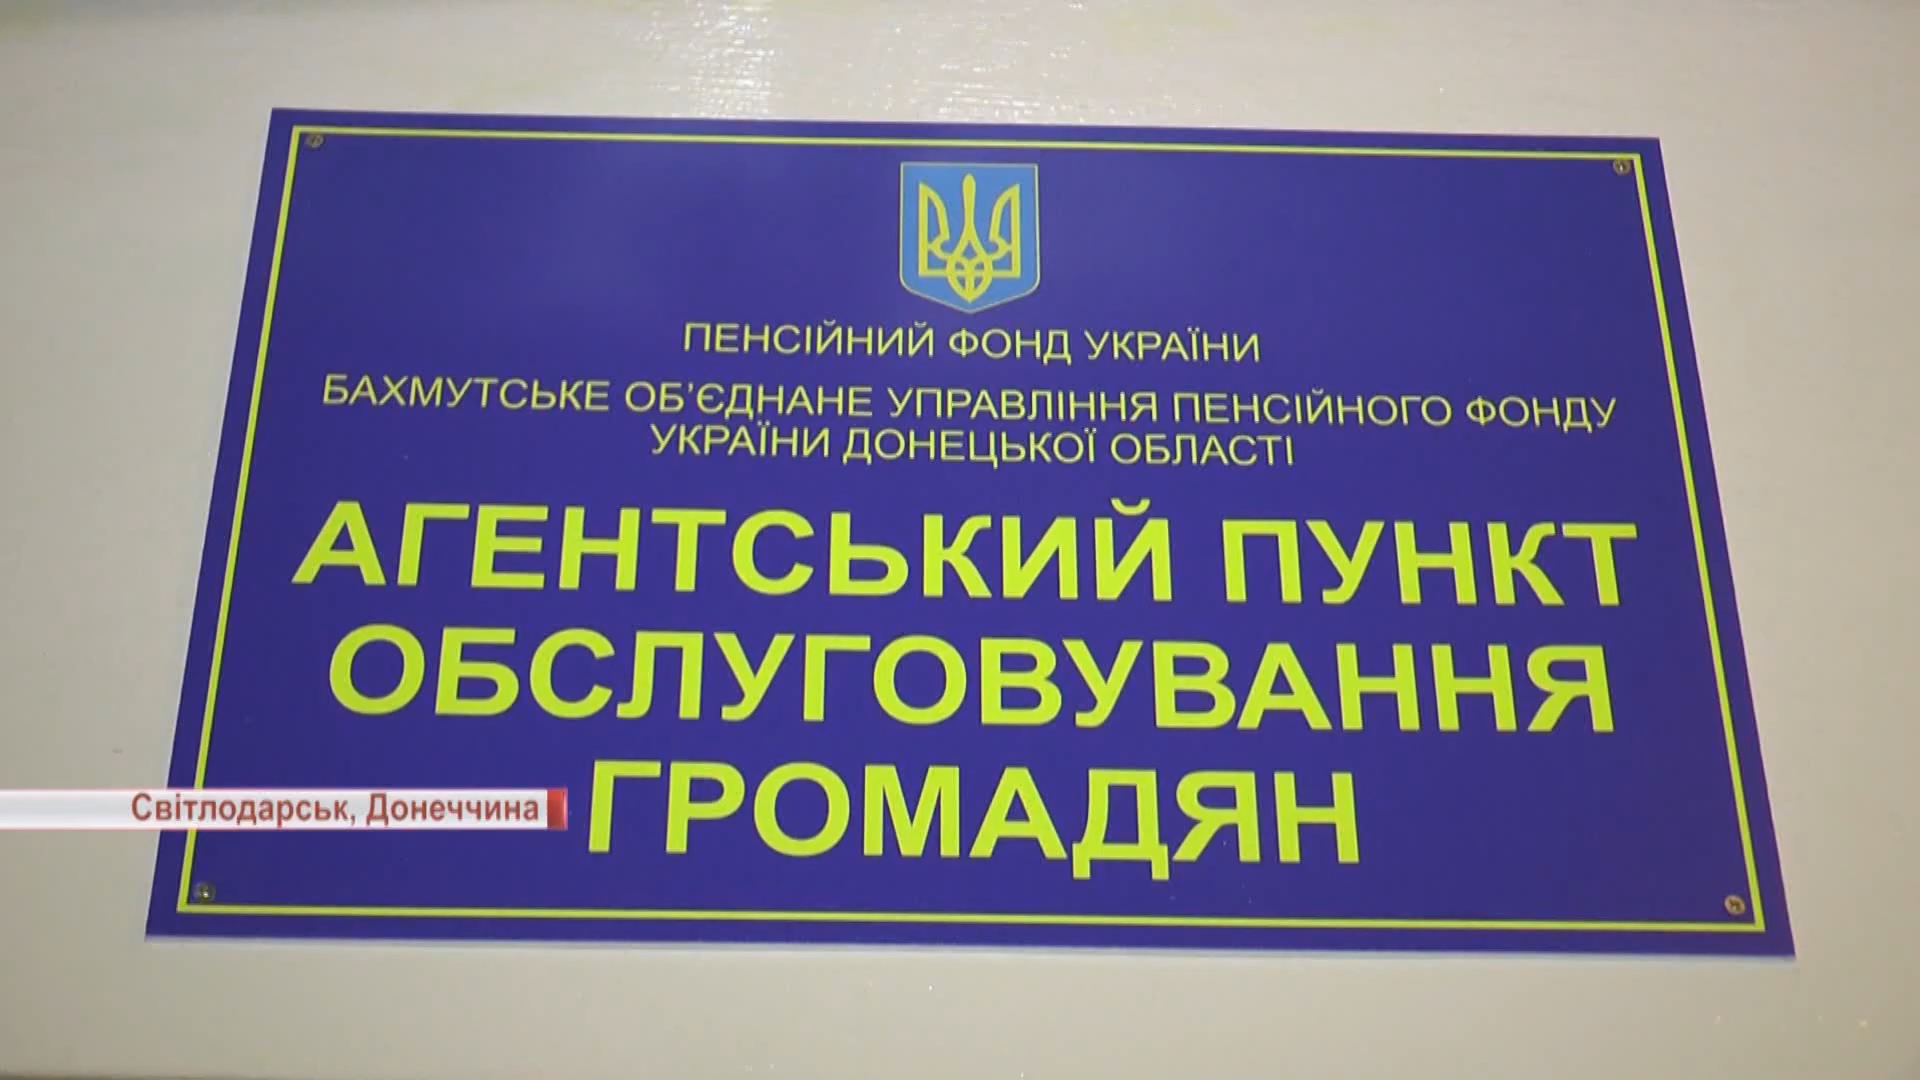 ПЕНСІЙНИЙ ФОНД УКРАЇНИ
БАХМУТСЬКЕ ОБ’ЄДНАНЕ УПРАВЛІННЯ ПЕНСІЙНОГО ФОНДУ
УКРАЇНИ ДОНЕЦЬКОЇ ОБЛАСТІ
АГЕНТСЬКИЙ ПУНКТ
ОБСЛУГОВУВАННЯ
ГРОМАДЯН
Світлодарськ, Донеччина